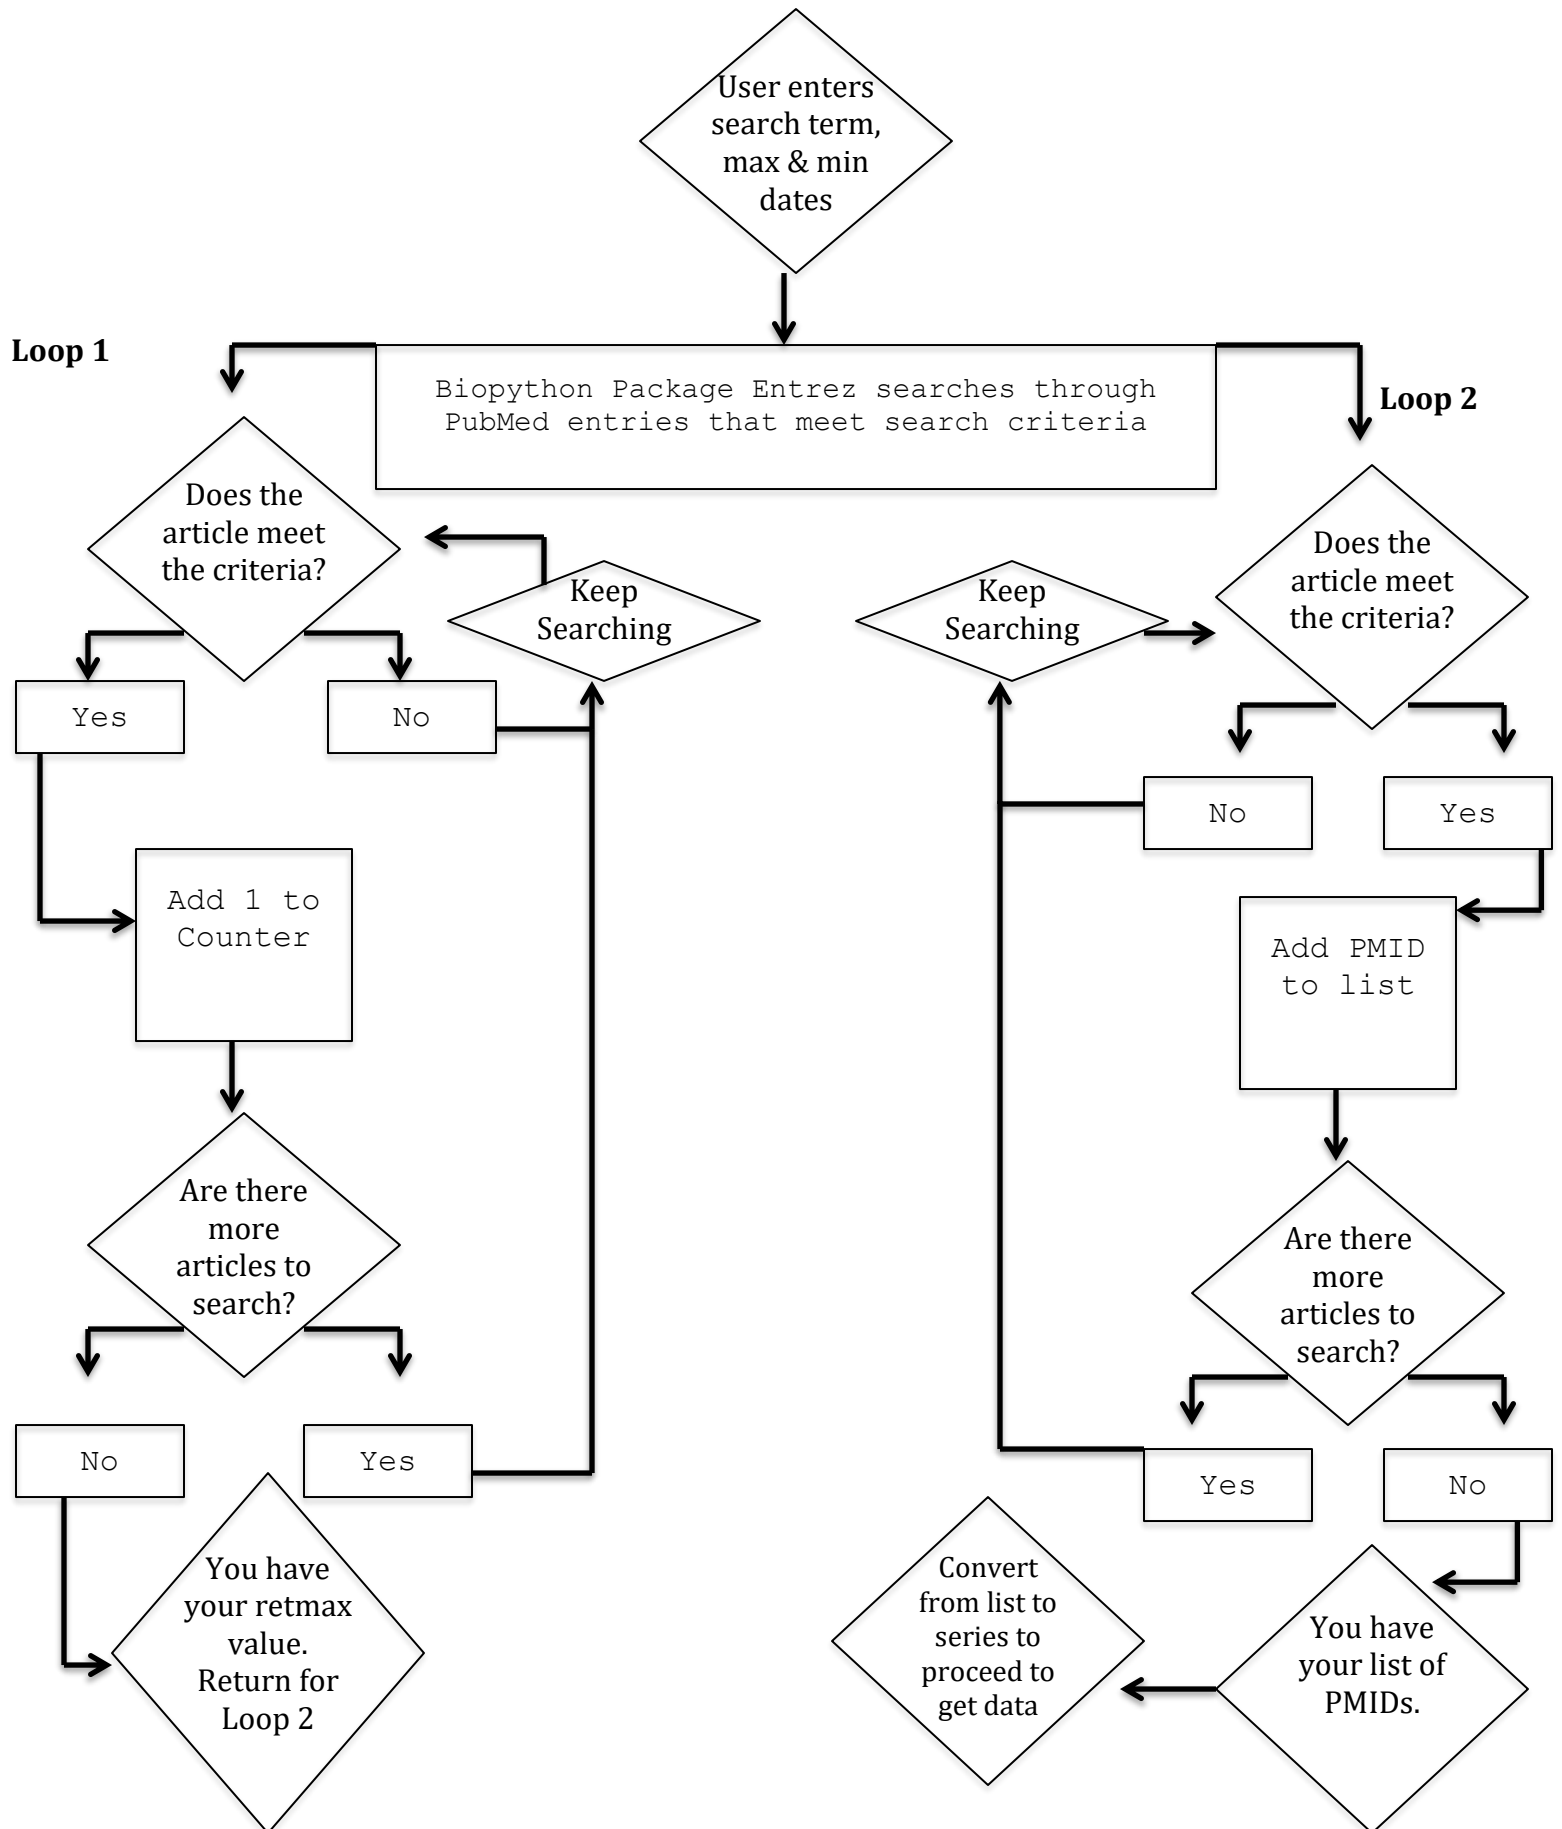 User enters
search term,
max & min
dates
Loop 1
Biopython Package Entrez searches through
PubMed entries that meet search criteria
Loop 2
Does the
article meet
the criteria?
Keep
Searching
Yes
No
Add 1 to
Counter
Are there
more
articles to
search?
No
Yes
You have
your retmax
value.
Return for
Loop 2
Keep
Searching
Does the
article meet
the criteria?
No
Yes
Add PMID
to list
Are there
more
articles to
search?
Yes
No
You have
your list of
PMIDs.
Convert
from list to
series to
proceed to
get data